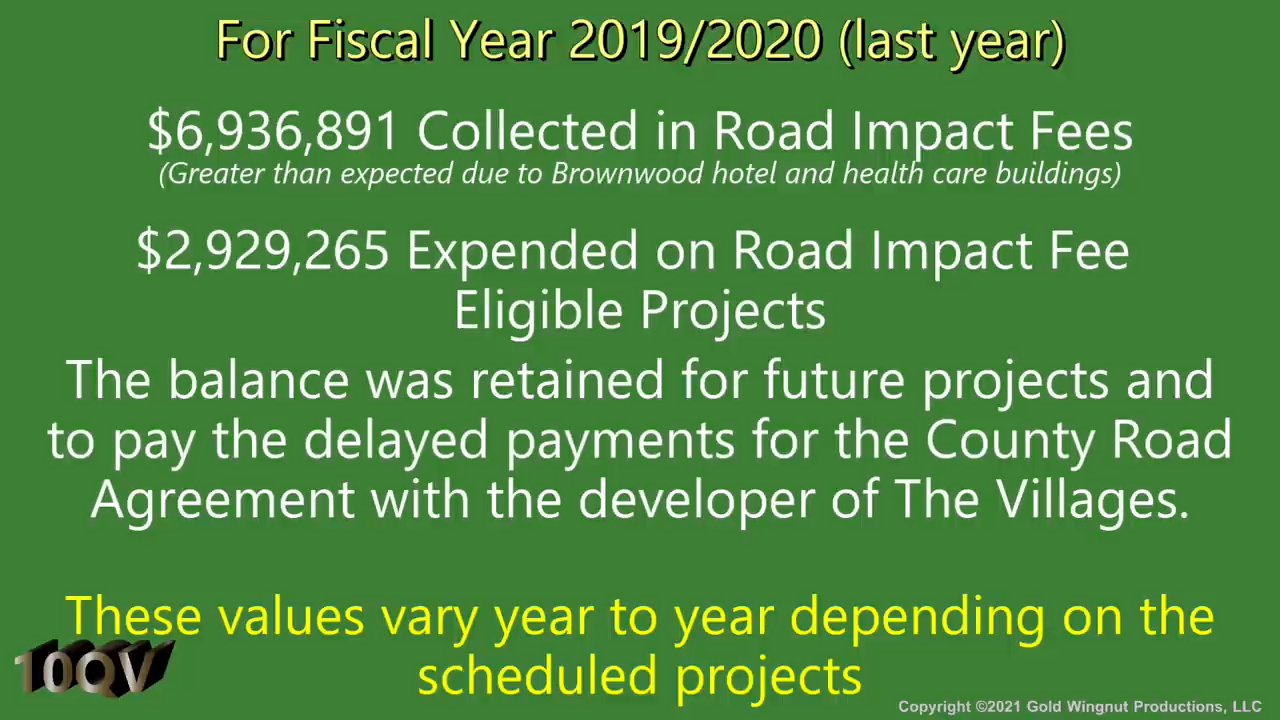 For Fiscal Year 2019/2020 (last year)
$6,936,891 Collected in Road Impact Fees
(Greater than expected due to Brownwood hotel and health care buildings)
$2,929,265 Expended on Road Impact Fee
Eligible Projects
The balance was retained for future projects and
to pay the delayed payments for the County Road
Agreement with the developer of The Villages.
These values vary year to year depending on the
scheduled projects
10QV
Copyright ©2021 Gold Wingnut Productions, LLC